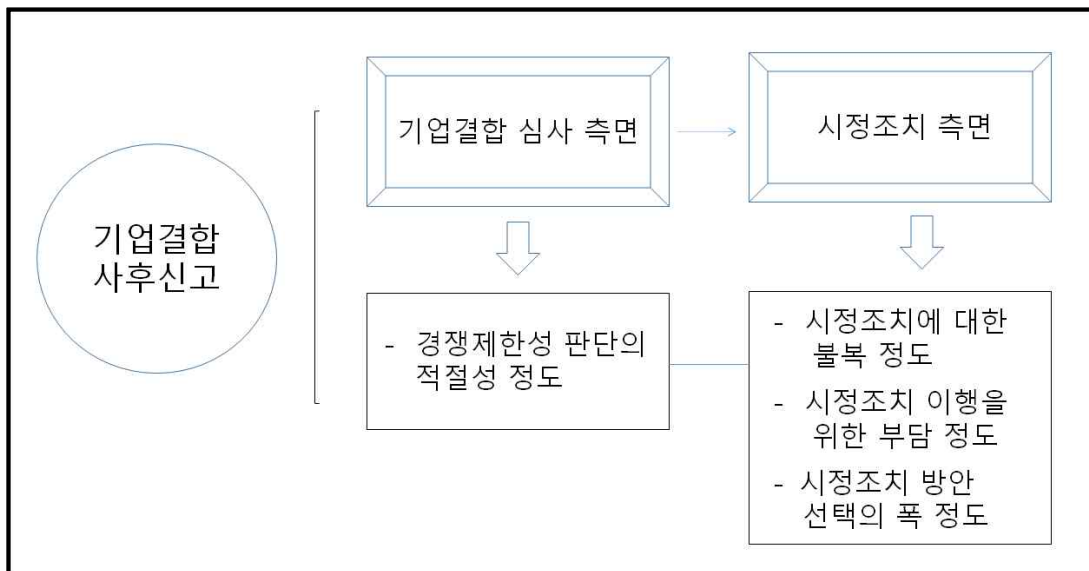 기업결합
사후신고
기업결합 심사 측면
시정조치 측면
- 경쟁제한성 판단의
적절성 정도
- 시정조치에 대한
불복 정도
- 시정조치 이행을
위한 부담 정도
- 시정조치 방안
선택의 폭 정도